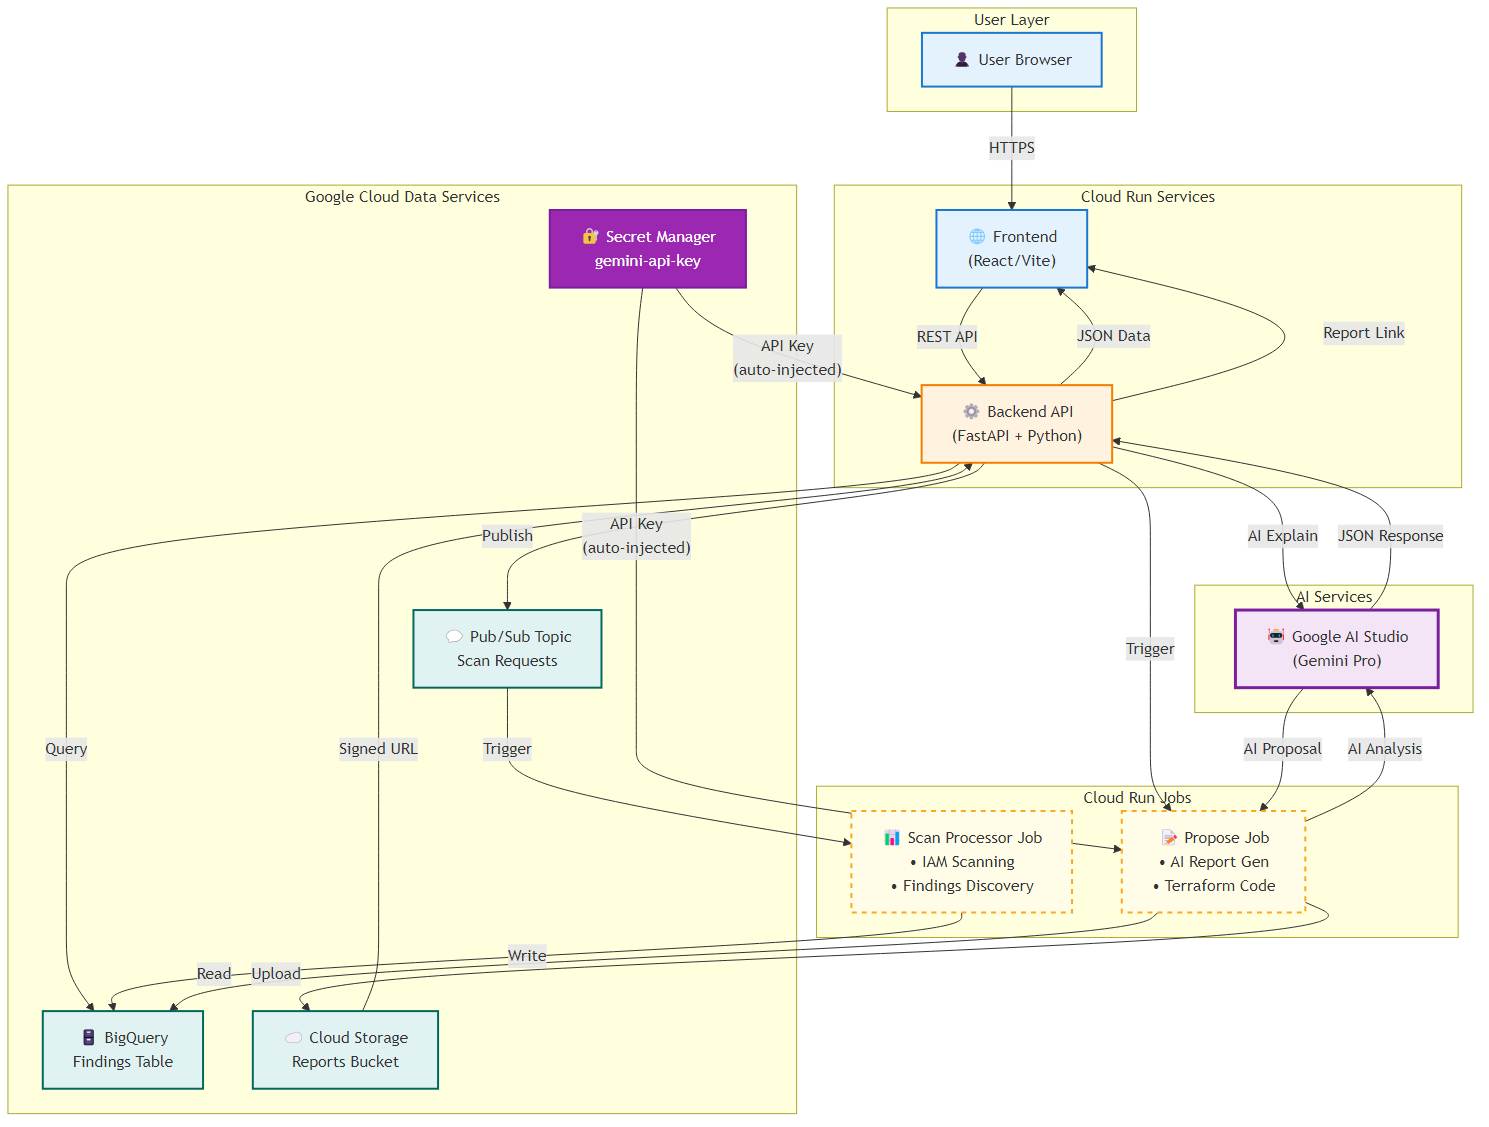 User Layer
User Browser
HTTPS
Google Cloud Data Services
Cloud Run Services
Secret Manager
gemini-api-key
Frontend
(React/Vite)
REST API
JSON Data
Report Link
API Key
(auto-injected)
Backend API
(FastAPI + Python)
Publish
API Key
(auto-injected)
AI Explain
JSON Response
AI Services
Pub/Sub Topic
Scan Requests
Google AI Studio
(Gemini Pro)
Trigger
Query
Signed URL
Trigger
AI Proposal
AI Analysis
Cloud Run Jobs
Scan Processor Job
• IAM Scanning
• Findings Discovery
Propose Job
• AI Report Gen
• Terraform Code
Write
Read
Upload
BigQuery
Findings Table
Cloud Storage
Reports Bucket